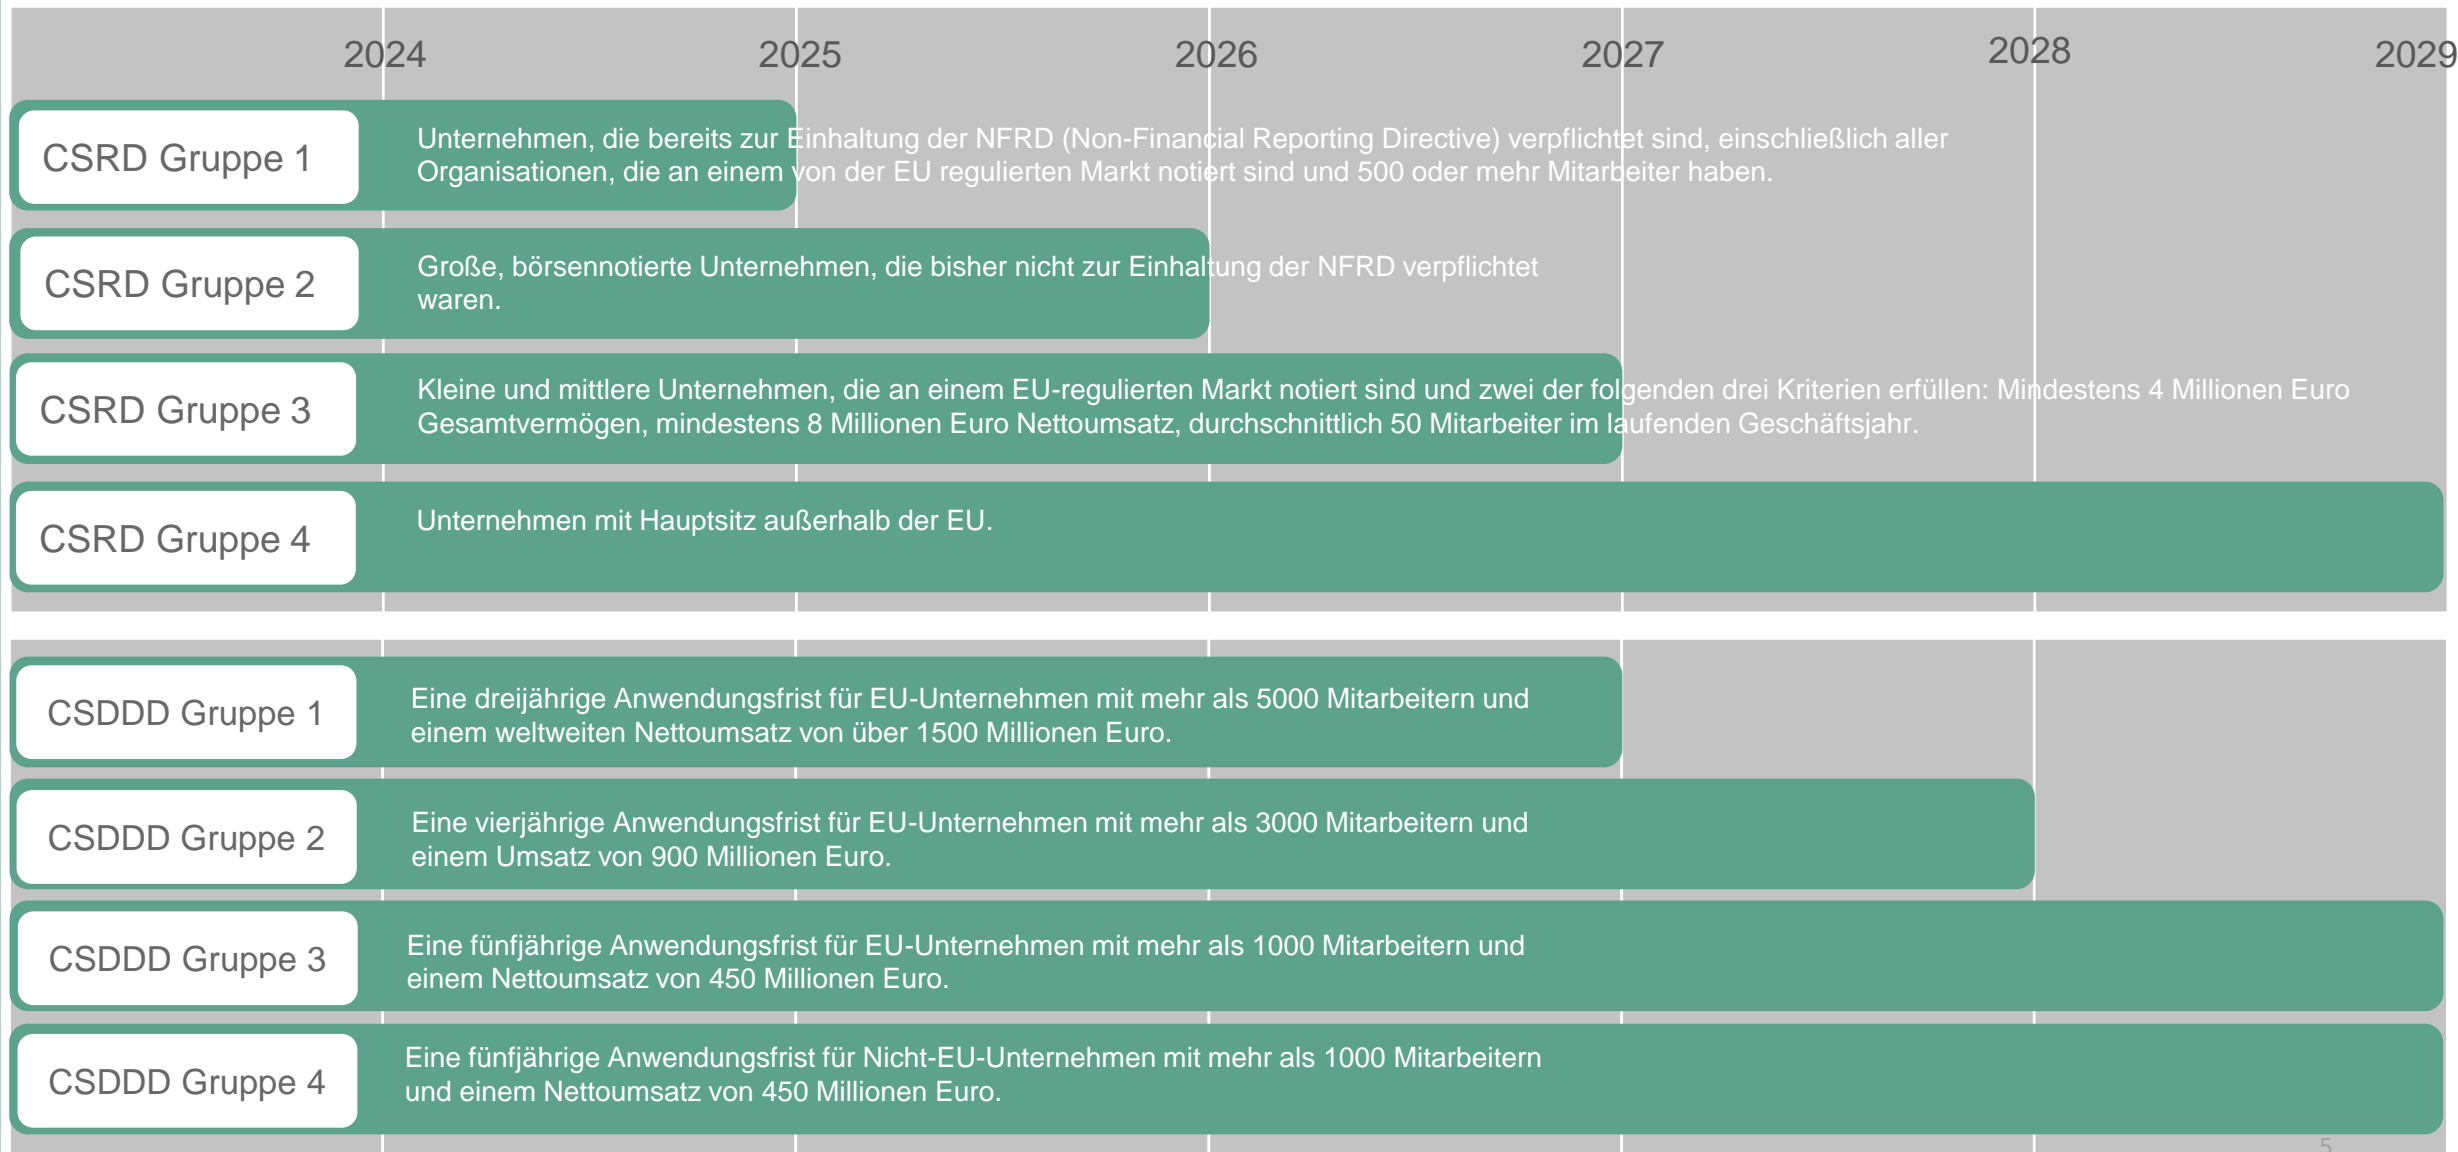 2024 2025 2026 2027 2028 2029
CSRD Gruppe 1
Unternehmen, die bereits zur Einhaltung der NFRD (Non-Financial Reporting Directive) verpflichtet sind, einschließlich aller
Organisationen, die an einem von der EU regulierten Markt notiert sind und 500 oder mehr Mitarbeiter haben.
CSRD Gruppe 2
Große, börsennotierte Unternehmen, die bisher nicht zur Einhaltung der NFRD verpflichtet
waren.
CSRD Gruppe 3
Kleine und mittlere Unternehmen, die an einem EU-regulierten Markt notiert sind und zwei der folgenden drei Kriterien erfüllen: Mindestens 4 Millionen Euro
Gesamtvermögen, mindestens 8 Millionen Euro Nettoumsatz, durchschnittlich 50 Mitarbeiter im laufenden Geschäftsjahr.
CSRD Gruppe 4
Unternehmen mit Hauptsitz außerhalb der EU.
CSDDD Gruppe 1
Eine dreijährige Anwendungsfrist für EU-Unternehmen mit mehr als 5000 Mitarbeitern und
einem weltweiten Nettoumsatz von über 1500 Millionen Euro.
CSDDD Gruppe 2
Eine vierjährige Anwendungsfrist für EU-Unternehmen mit mehr als 3000 Mitarbeitern und
einem Umsatz von 900 Millionen Euro.
CSDDD Gruppe 3
Eine fünfjährige Anwendungsfrist für EU-Unternehmen mit mehr als 1000 Mitarbeitern und
einem Nettoumsatz von 450 Millionen Euro.
CSDDD Gruppe 4
Eine fünfjährige Anwendungsfrist für Nicht-EU-Unternehmen mit mehr als 1000 Mitarbeitern
und einem Nettoumsatz von 450 Millionen Euro.
5